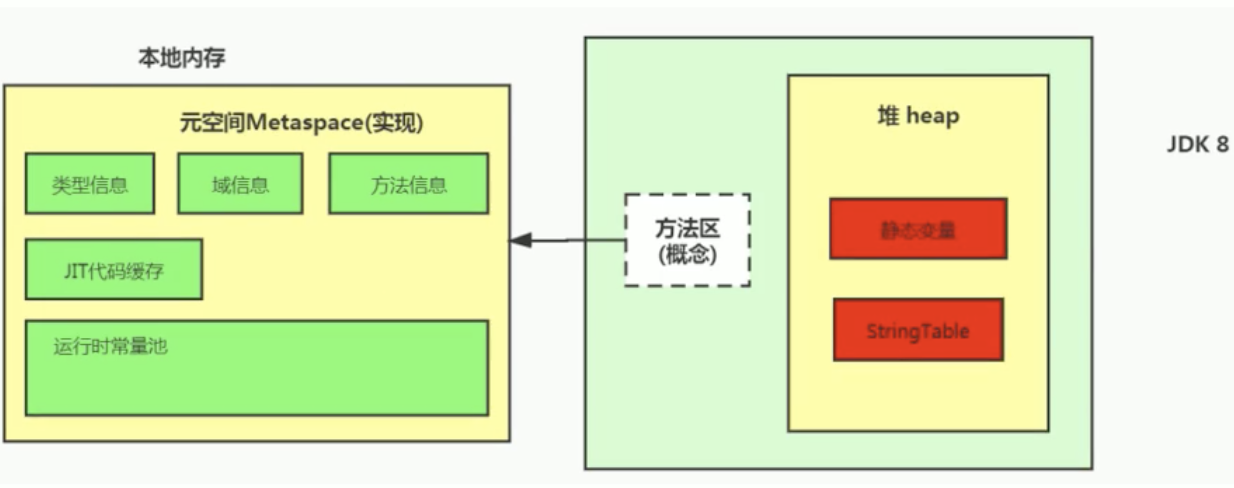 本地内存
元空间Metaspace(实现)
类型信息
域信息
方法信息
JIT代码缓存
运行时常量池
方法区
(概念)
堆 heap
静态变量
StringTable
JDK 8